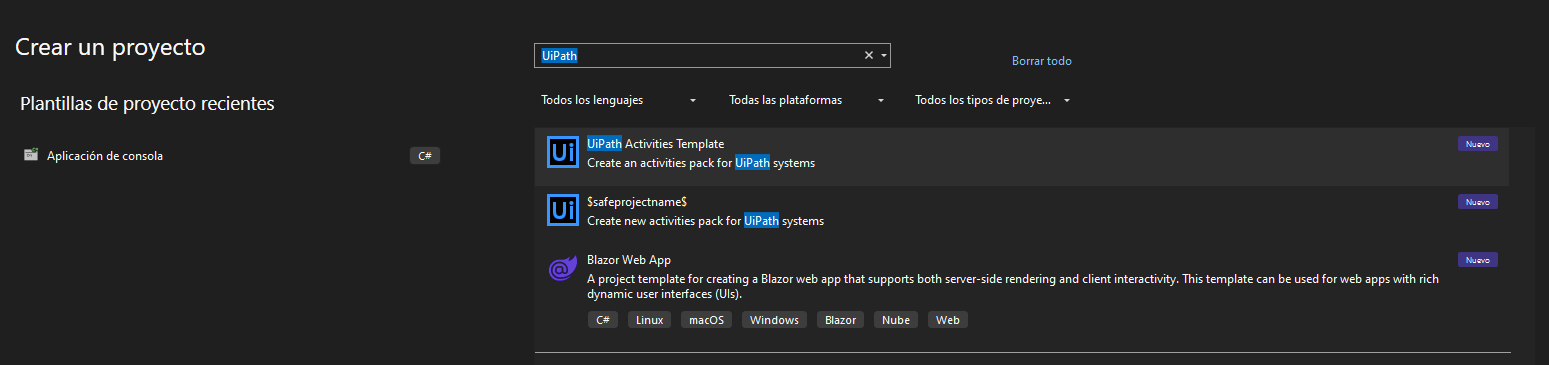 Crear un proyecto
UiPath
Borrar todo
Plantillas de proyecto recientes
Todos los lenguajes
Todas las plataformas
Todos los tipos de proye...
Aplicación de consola
C#
Ui
UiPath Activities Template
Nuevo
Create an activities pack for UiPath systems
Ui
$safeprojectname$
Nuevo
Create new activities pack for UiPath systems
Blazor Web App
Nuevo
A project template for creating a Blazor web app that supports both server-side rendering and client interactivity. This template can be used for web apps with rich
dynamic user interfaces (UIs).
C#
Linux
macOS
Windows
Blazor
Nube
Web